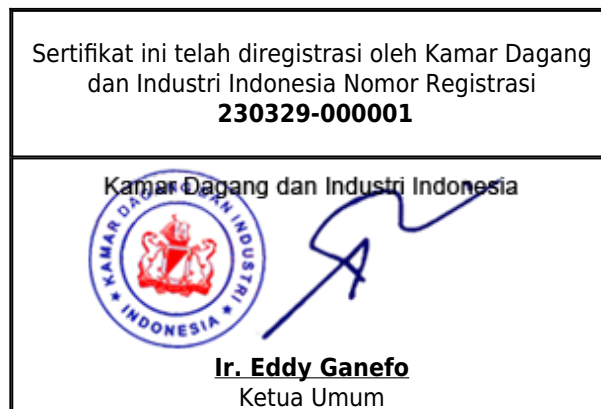 Sertifikat ini telah diregistrasi oleh Kamar Dagang
dan Industri Indonesia Nomor Registrasi
230329-000001
Kamar Dagang dan Industri Indonesia
KAMAR DAGANG DAN INDUSTRI
★ INDONESIA ★
Ir. Eddy Ganefo
Ketua Umum